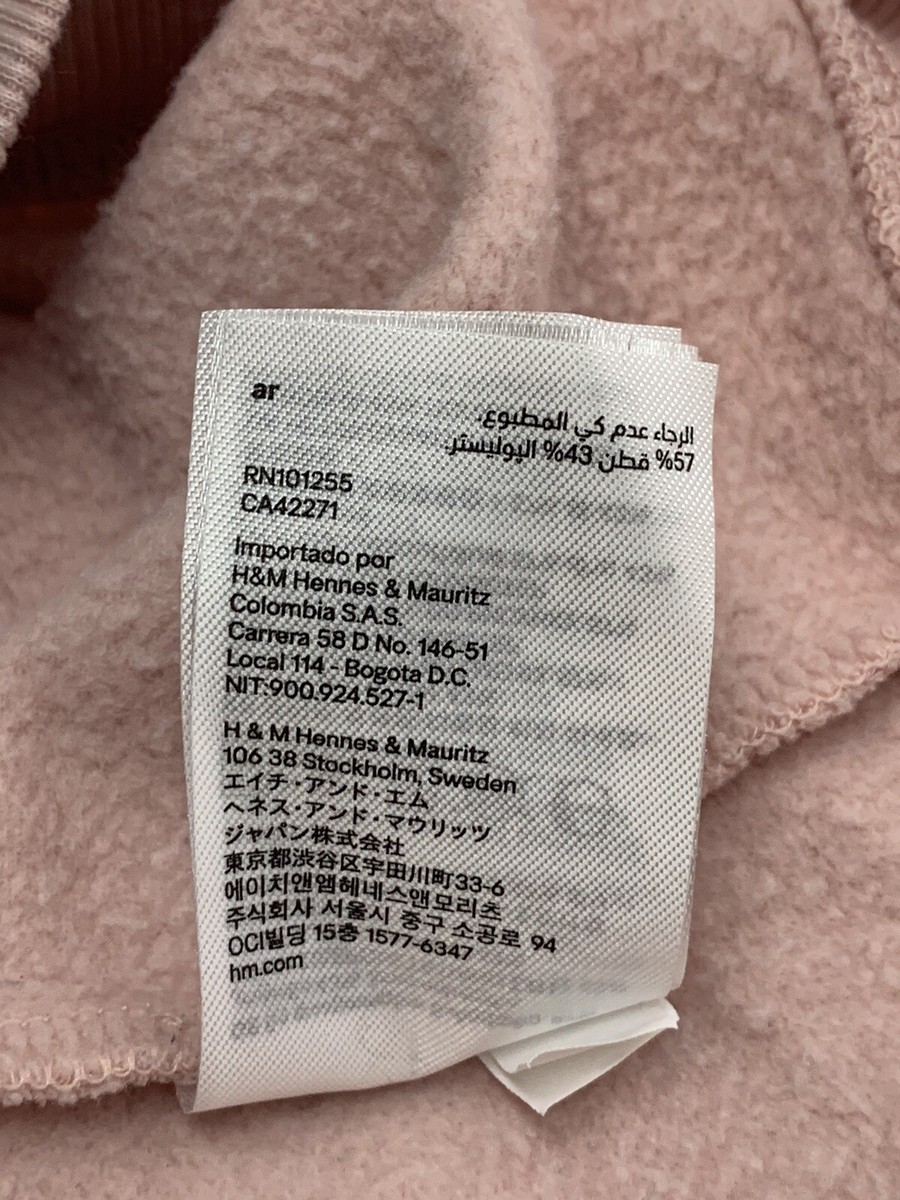 ar
الرجاء عدم كي المطبوع.
57% قطن 43% البوليستر.
RN101255
CA42271
Importado por
H&M Hennes & Mauritz
Colombia S.A.S.
Carrera 58 D No. 146-51
Local 114 - Bogota D.C.
NIT:900.924.527-1
H & M Hennes & Mauritz
106 38 Stockholm, Sweden
エイチ・アンド・エム
ヘネス・アンド・マウリッツ
ジャパン株式会社
東京都渋谷区宇田川町33-6
에이치앤엠헤네스앤모리츠
주식회사 서울시 중구 소공로 94
OCI빌딩 15층 1577-6347
hm.com